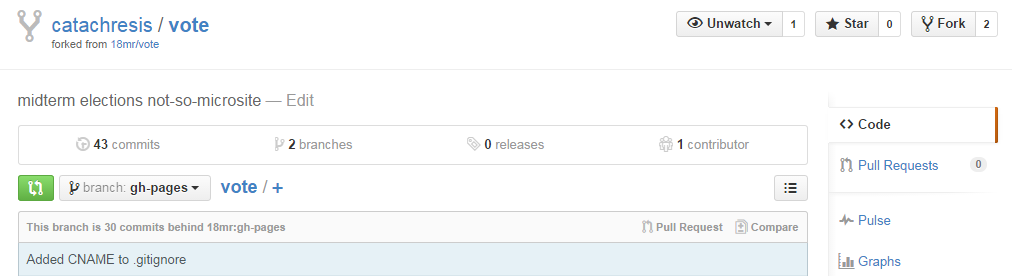 catachresis / vote
forked from 18mr/vote
Unwatch 1 Star 0 Fork 2
midterm elections not-so-microsite — Edit
43 commits 2 branches 0 releases 1 contributor
branch: gh-pages vote / +
This branch is 30 commits behind 18mr:gh-pages Pull Request Compare
Added CNAME to .gitignore
Code
Pull Requests 0
Pulse
Graphs